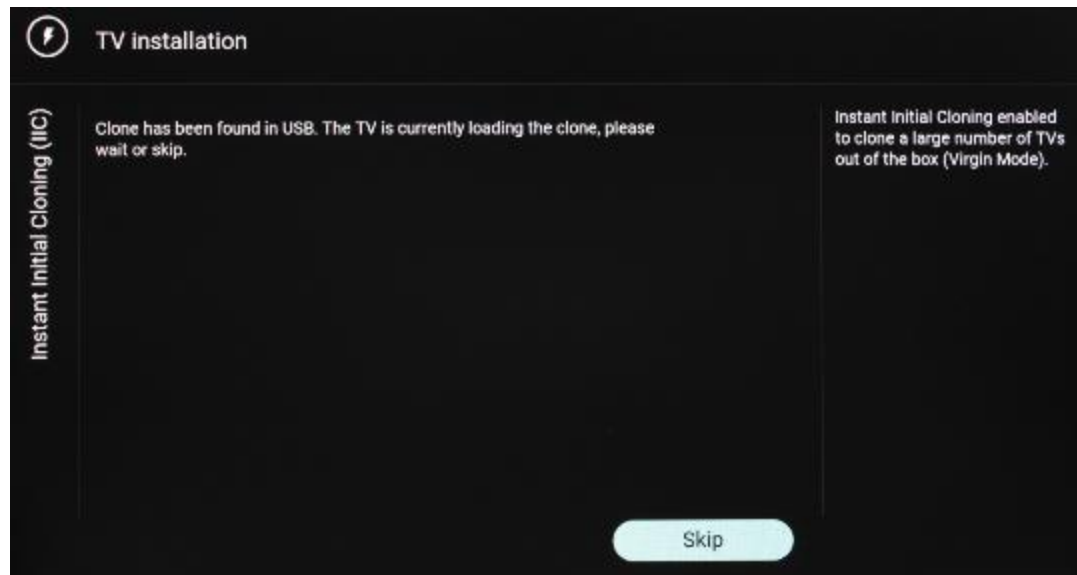 TV installation
Instant Initial Cloning (IIC)
Clone has been found in USB. The TV is currently loading the clone, please
wait or skip.
Instant Initial Cloning enabled
to clone a large number of TVs
out of the box (Virgin Mode).
Skip